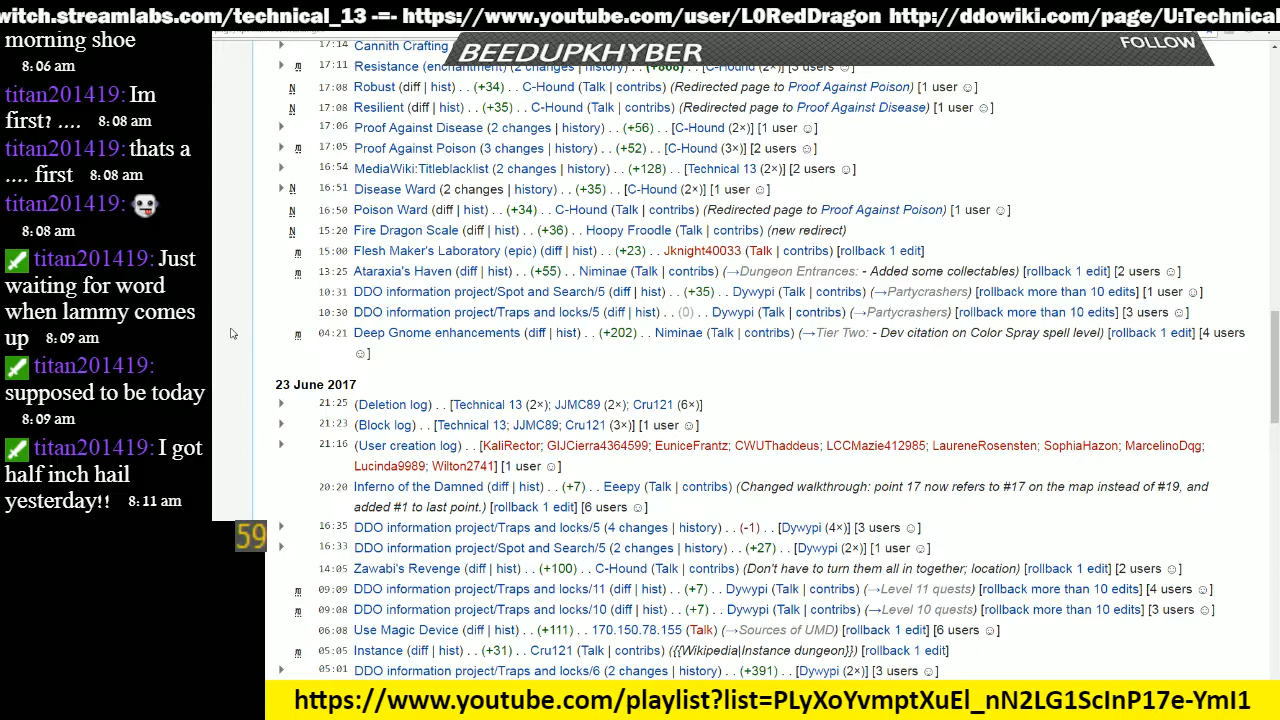 witch.streamlabs.com/technical_13 -=- https://www.youtube.com/user/L0RedDragon http://ddowiki.com/page/U:Technical
BEEDUPKHYBER
FOLLOW
morning shoe
8:06 am
titan201419: Im
first? .... 8:08 am
titan201419: thats a
.... first 8:08 am
titan201419:
8:08 am
titan201419: Just
waiting for word
when lammy comes
up 8:09 am
titan201419:
supposed to be today
8:09 am
titan201419: I got
half inch hail
yesterday!! 8:11 am
59
17:14 Cannith Crafting
m 17:11 Resistance (enchantment) (2 changes | history) . . (+868) . . [C-Hound (2×)] [3 users ☺]
N 17:08 Robust (diff | hist) . . (+34) . . C-Hound (Talk | contribs) (Redirected page to Proof Against Poison) [1 user ☺]
N 17:08 Resilient (diff | hist) . . (+35) . . C-Hound (Talk | contribs) (Redirected page to Proof Against Disease) [1 user ☺]
17:06 Proof Against Disease (2 changes | history) . . (+56) . . [C-Hound (2×)] [1 user ☺]
m 17:05 Proof Against Poison (3 changes | history) . . (+52) . . [C-Hound (3×)] [2 users ☺]
16:54 MediaWiki:Titleblacklist (2 changes | history) . . (+128) . . [Technical 13 (2×)] [2 users ☺]
N 16:51 Disease Ward (2 changes | history) . . (+35) . . [C-Hound (2×)] [1 user ☺]
N 16:50 Poison Ward (diff | hist) . . (+34) . . C-Hound (Talk | contribs) (Redirected page to Proof Against Poison) [1 user ☺]
N 15:20 Fire Dragon Scale (diff | hist) . . (+36) . . Hoopy Froodle (Talk | contribs) (new redirect)
m 15:00 Flesh Maker's Laboratory (epic) (diff | hist) . . (+23) . . Jknight40033 (Talk | contribs) [rollback 1 edit]
m 13:25 Ataraxia's Haven (diff | hist) . . (+55) . . Niminae (Talk | contribs) (→Dungeon Entrances: - Added some collectables) [rollback 1 edit] [2 users ☺]
10:31 DDO information project/Spot and Search/5 (diff | hist) . . (+35) . . Dywypi (Talk | contribs) (→Partycrashers) [rollback more than 10 edits] [1 user ☺]
10:30 DDO information project/Traps and locks/5 (diff | hist) . . (0) . . Dywypi (Talk | contribs) (→Partycrashers) [rollback more than 10 edits] [3 users ☺]
m 04:21 Deep Gnome enhancements (diff | hist) . . (+202) . . Niminae (Talk | contribs) (→Tier Two: - Dev citation on Color Spray spell level) [rollback 1 edit] [4 users
☺]
23 June 2017
21:25 (Deletion log) . . [Technical 13 (2×); JJMC89 (2×); Cru121 (6×)]
21:23 (Block log) . . [Technical 13; JJMC89; Cru121 (3×)] [1 user ☺]
21:16 (User creation log) . . [KaliRector; GIJCierra4364599; EuniceFrantz; CWUThaddeus; LCCMazie412985; LaureneRosensten; SophiaHazon; MarcelinoDqg;
Lucinda9989; Wilton2741] [1 user ☺]
20:20 Inferno of the Damned (diff | hist) . . (+7) . . Eeepy (Talk | contribs) (Changed walkthrough: point 17 now refers to #17 on the map instead of #19, and
added #1 to last point.) [rollback 1 edit] [6 users ☺]
16:35 DDO information project/Traps and locks/5 (4 changes | history) . . (-1) . . [Dywypi (4×)] [3 users ☺]
16:33 DDO information project/Spot and Search/5 (2 changes | history) . . (+27) . . [Dywypi (2×)] [1 user ☺]
14:05 Zawabi's Revenge (diff | hist) . . (+100) . . C-Hound (Talk | contribs) (Don't have to turn them all in together; location) [rollback 1 edit] [2 users ☺]
m 09:09 DDO information project/Traps and locks/11 (diff | hist) . . (+7) . . Dywypi (Talk | contribs) (→Level 11 quests) [rollback more than 10 edits] [4 users ☺]
m 09:08 DDO information project/Traps and locks/10 (diff | hist) . . (+7) . . Dywypi (Talk | contribs) (→Level 10 quests) [rollback more than 10 edits] [3 users ☺]
06:08 Use Magic Device (diff | hist) . . (+111) . . 170.150.78.155 (Talk) (→Sources of UMD) [rollback 1 edit] [6 users ☺]
m 05:05 Instance (diff | hist) . . (+31) . . Cru121 (Talk | contribs) ({{Wikipedia|Instance dungeon}}) [rollback 1 edit]
05:01 DDO information project/Traps and locks/6 (2 changes | history) . . (+391) . . [Dywypi (2×)] [3 users ☺]
https://www.youtube.com/playlist?list=PLyXoYvmptXuEl_nN2LG1ScInP17e-YmI1